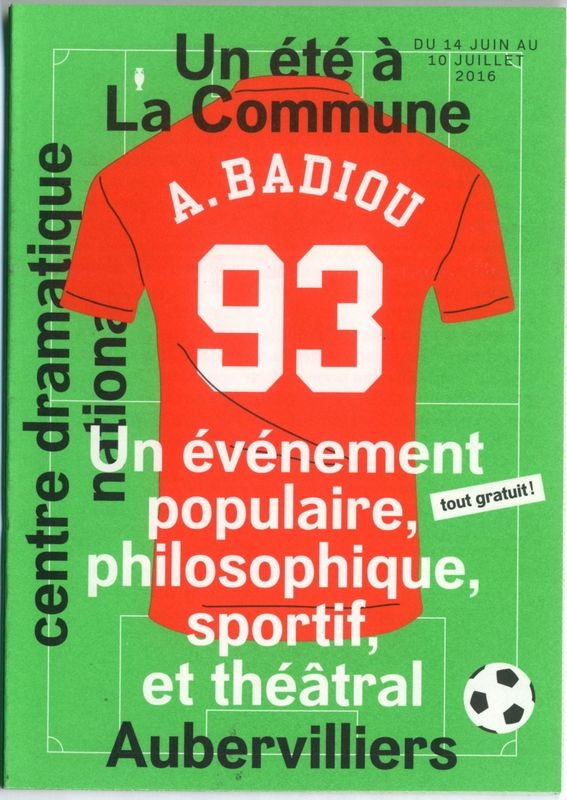 Un été à
La Commune
DU 14 JUIN AU
10 JUILLET
2016
centre dramatique
national
A. BADIOU
93
Un événement
populaire,
philosophique,
sportif,
et théâtral
tout gratuit !
Aubervilliers